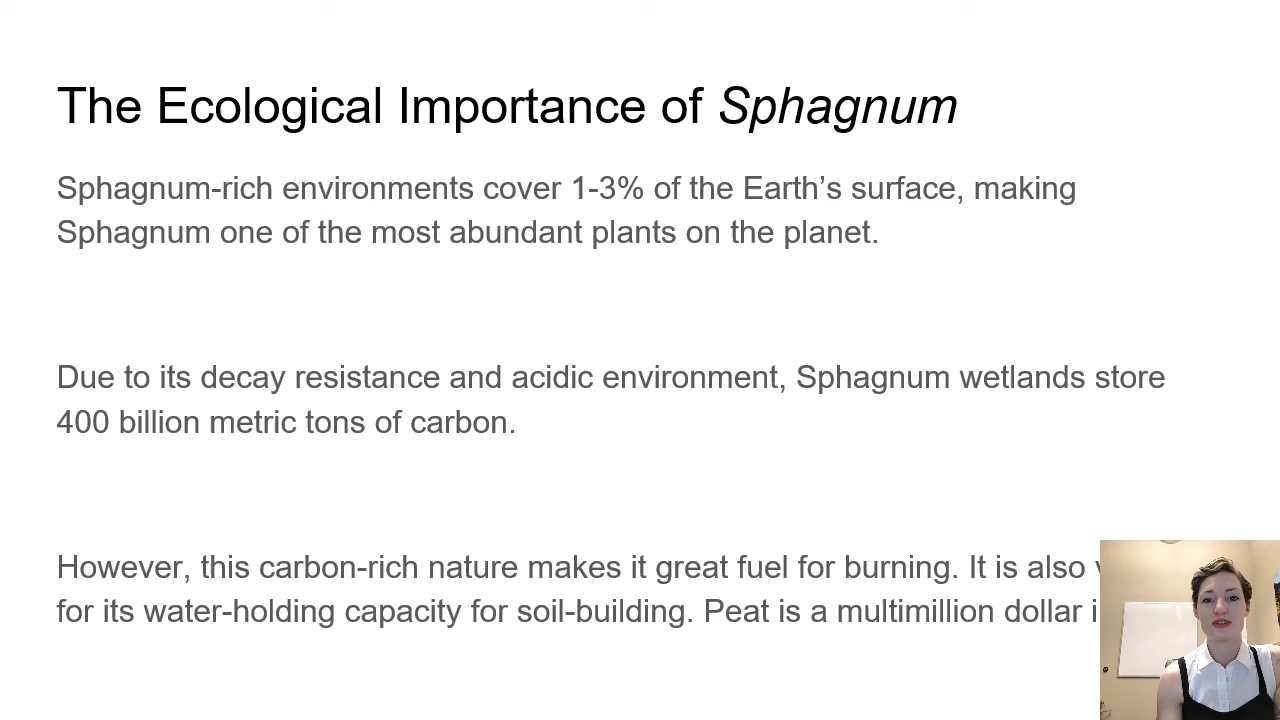 The Ecological Importance of Sphagnum
Sphagnum-rich environments cover 1-3% of the Earth’s surface, making
Sphagnum one of the most abundant plants on the planet.
Due to its decay resistance and acidic environment, Sphagnum wetlands store
400 billion metric tons of carbon.
However, this carbon-rich nature makes it great fuel for burning. It is also
for its water-holding capacity for soil-building. Peat is a multimillion dollar